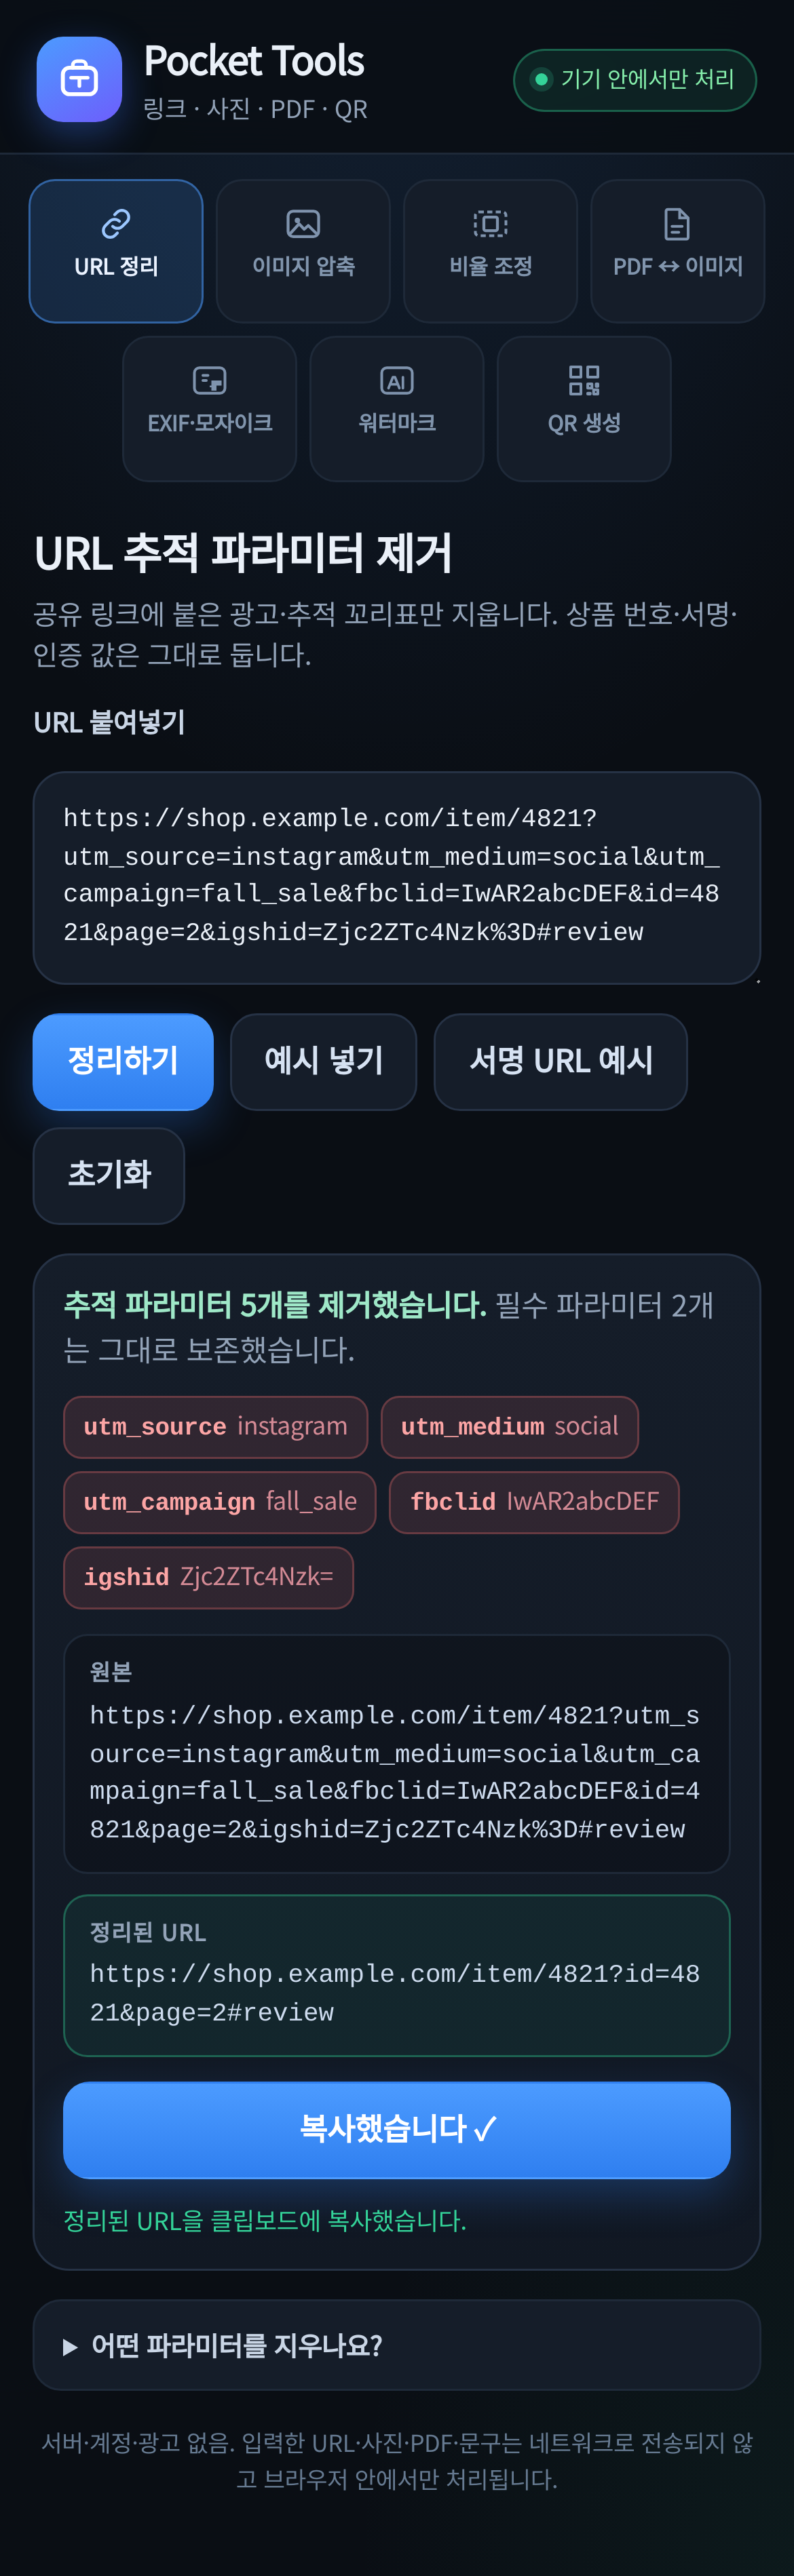 Pocket Tools
링크 · 사진 · PDF · QR
기기 안에서만 처리
URL 정리
이미지 압축
비율 조정
PDF ↔ 이미지
EXIF·모자이크
AI
워터마크
QR 생성
URL 추적 파라미터 제거
공유 링크에 붙은 광고·추적 꼬리표만 지웁니다. 상품 번호·서명·
인증 값은 그대로 둡니다.
URL 붙여넣기
https://shop.example.com/item/4821?
utm_source=instagram&utm_medium=social&utm_
campaign=fall_sale&fbclid=IwAR2abcDEF&id=48
21&page=2&igshid=Zjc2ZTc4Nzk%3D#review
정리하기
예시 넣기
서명 URL 예시
초기화
추적 파라미터 5개를 제거했습니다. 필수 파라미터 2개
는 그대로 보존했습니다.
utm_source instagram
utm_medium social
utm_campaign fall_sale
fbclid IwAR2abcDEF
igshid Zjc2ZTc4Nzk=
원본
https://shop.example.com/item/4821?utm_s
ource=instagram&utm_medium=social&utm_ca
mpaign=fall_sale&fbclid=IwAR2abcDEF&id=4
821&page=2&igshid=Zjc2ZTc4Nzk%3D#review
정리된 URL
https://shop.example.com/item/4821?id=48
21&page=2#review
복사했습니다 ✓
정리된 URL을 클립보드에 복사했습니다.
▶ 어떤 파라미터를 지우나요?
서버·계정·광고 없음. 입력한 URL·사진·PDF·문구는 네트워크로 전송되지 않
고 브라우저 안에서만 처리됩니다.